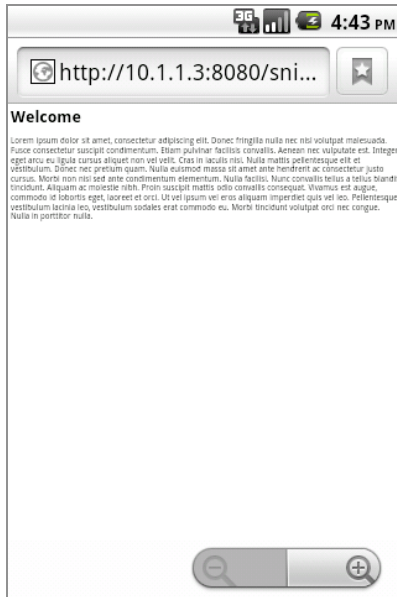 3G 4:43 PM
http://10.1.1.3:8080/sni...
Welcome
Lorem ipsum dolor sit amet, consectetur adipiscing elit. Donec fringilla nulla nec nisl volutpat malesuada.
Fusce consectetur suscipit condimentum. Etiam pulvinar facilisis convallis. Aenean nec vulputate est. Integer
eget arcu eu ligula cursus aliquet non vel velit. Cras in iaculis nisl. Nulla mattis pellentesque elit et
vestibulum. Donec nec pretium quam. Nulla euismod massa sit amet ante hendrerit ac consectetur justo
cursus. Morbi non nisl sed ante condimentum elementum. Nulla facilisi. Nunc convallis tellus a tellus blandit
tincidunt. Aliquam ac molestie nibh. Proin suscipit mattis odio convallis consequat. Vivamus est augue,
commodo id lobortis eget, laoreet et orci. Ut vel ipsum vel eros aliquam imperdiet quis vel leo. Pellentesque
vestibulum lacinia leo, vestibulum sodales erat commodo eu. Morbi tincidunt volutpat orci nec congue.
Nulla in porttitor nulla.